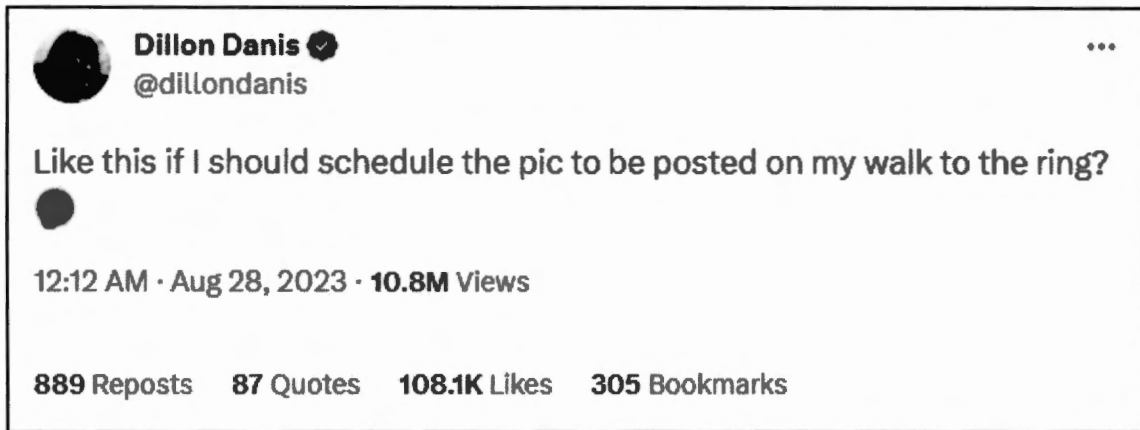 Dillon Danis
@dillondanis
Like this if I should schedule the pic to be posted on my walk to the ring?
12:12 AM · Aug 28, 2023 · 10.8M Views
889 Reposts 87 Quotes 108.1K Likes 305 Bookmarks